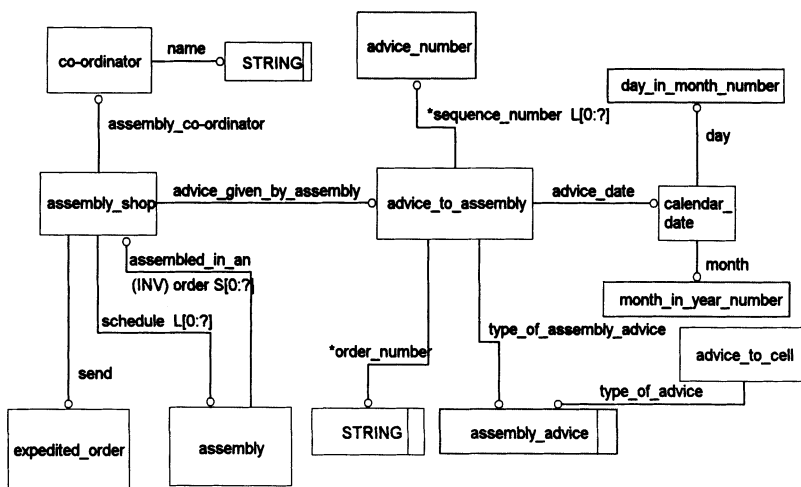 co-ordinator
name
STRING
advice_number
day_in_month_number
*sequence_number L[0:?]
assembly_co-ordinator
day
assembly_shop
advice_given_by_assembly
advice_to_assembly
advice_date
calendar_
date
assembled_in_an
(INV) order S[0:?]
month
month_in_year_number
schedule L[0:?]
type_of_assembly_advice
advice_to_cell
*order_number
send
type_of_advice
expedited_order
assembly
STRING
assembly_advice